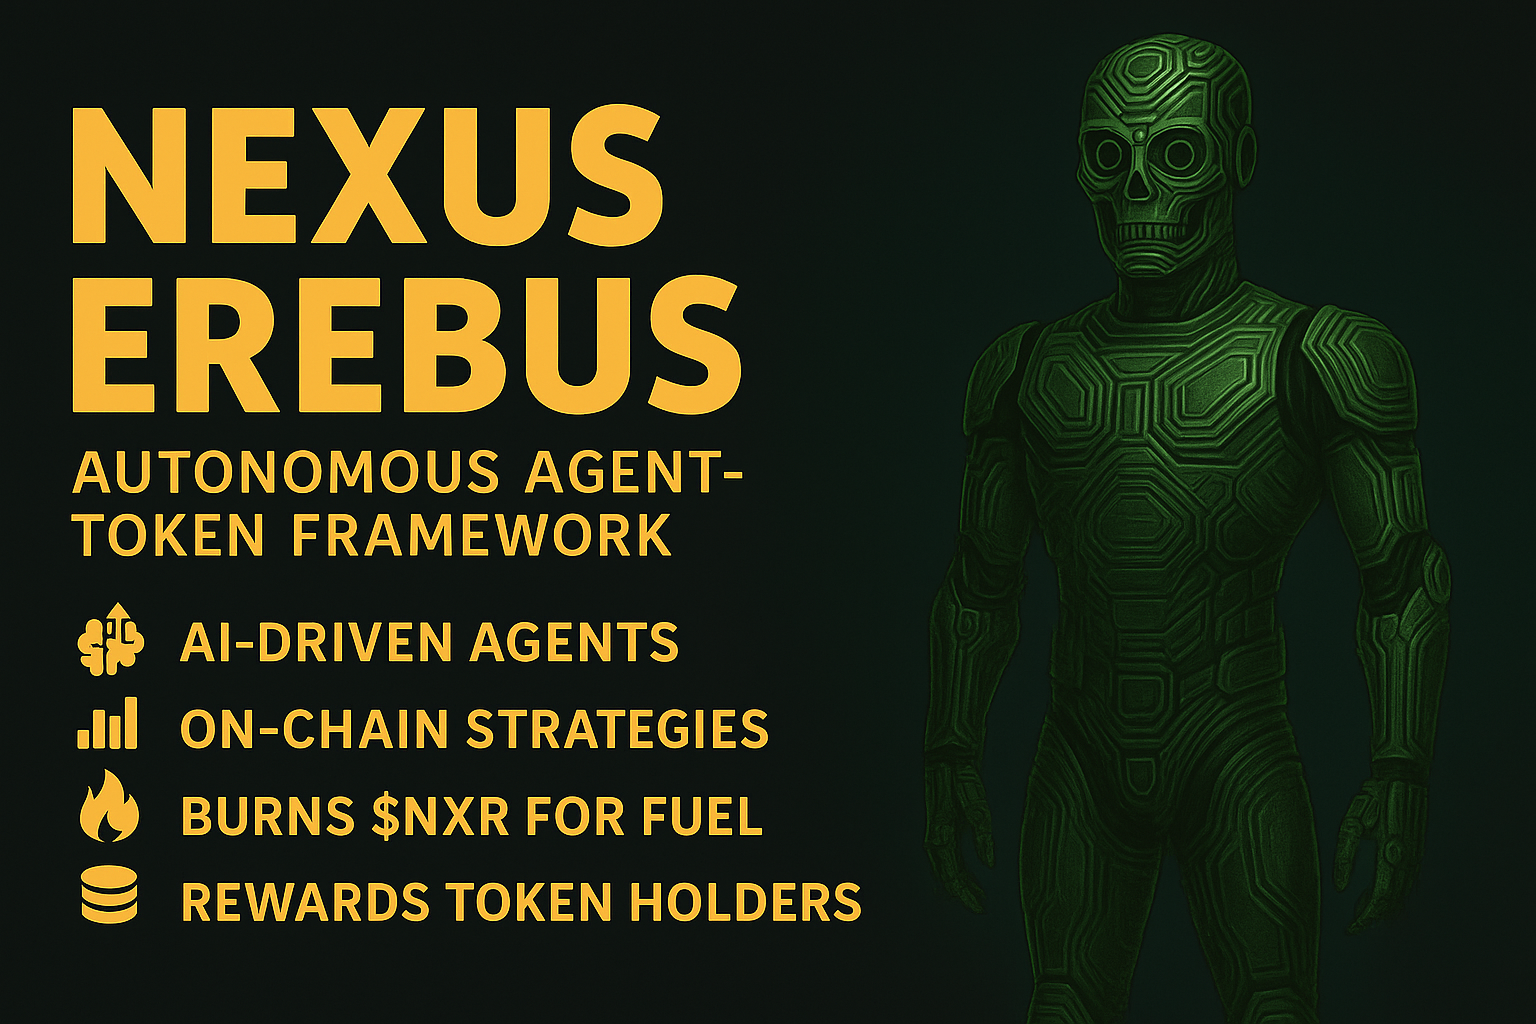 NEXUS
EREBUS
AUTONOMOUS AGENT-
TOKEN FRAMEWORK
AI-DRIVEN AGENTS
ON-CHAIN STRATEGIES
BURNS $NXR FOR FUEL
REWARDS TOKEN HOLDERS